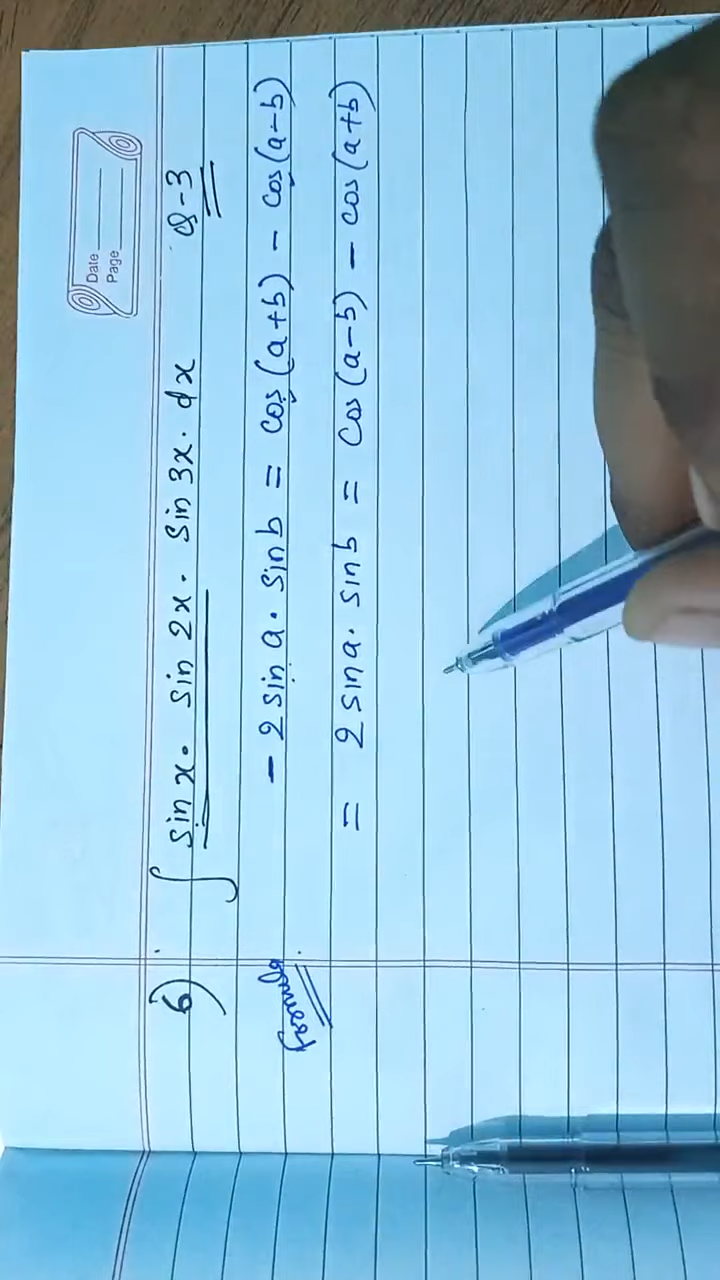 Date
Page
6) ∫ sin x · sin 2x · sin 3x · dx Q-3
Formula - 2 sin a · sin b = cos (a+b) - cos (a-b)
= 2 sin a · sin b = cos (a-b) - cos (a+b)